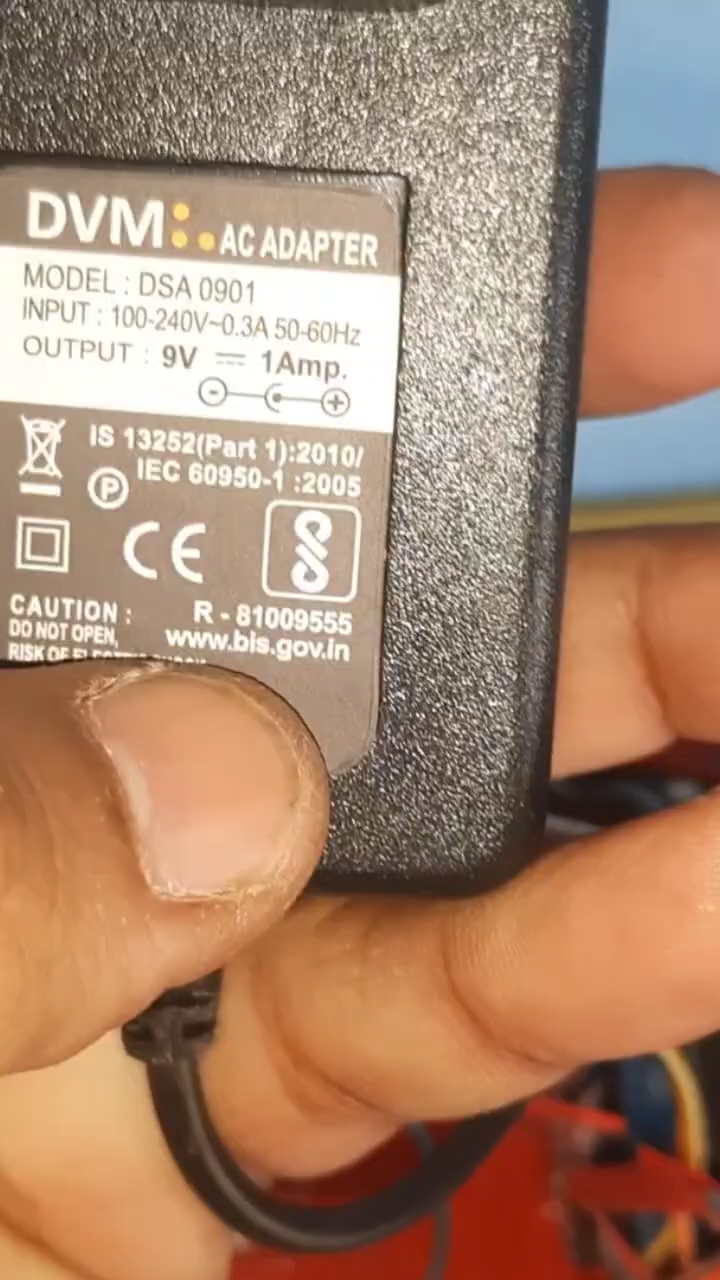 DVM AC ADAPTER
MODEL : DSA 0901
INPUT : 100-240V~0.3A 50-60Hz
OUTPUT : 9V ⎓ 1Amp.
- +
IS 13252(Part 1):2010/
P IEC 60950-1 :2005
CE
CAUTION :
DO NOT OPEN,
RISK OF
R - 81009555
www.bis.gov.in